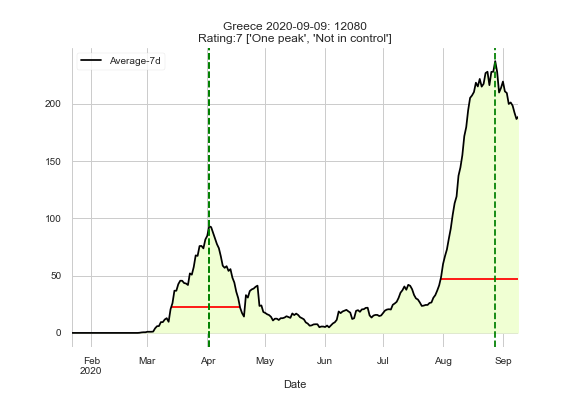 Greece 2020-09-09: 12080
Rating:7 ['One peak', 'Not in control']
Average-7d
200
150
100
50
0
Feb
2020
Mar
Apr
May
Jun
Jul
Aug
Sep
Date